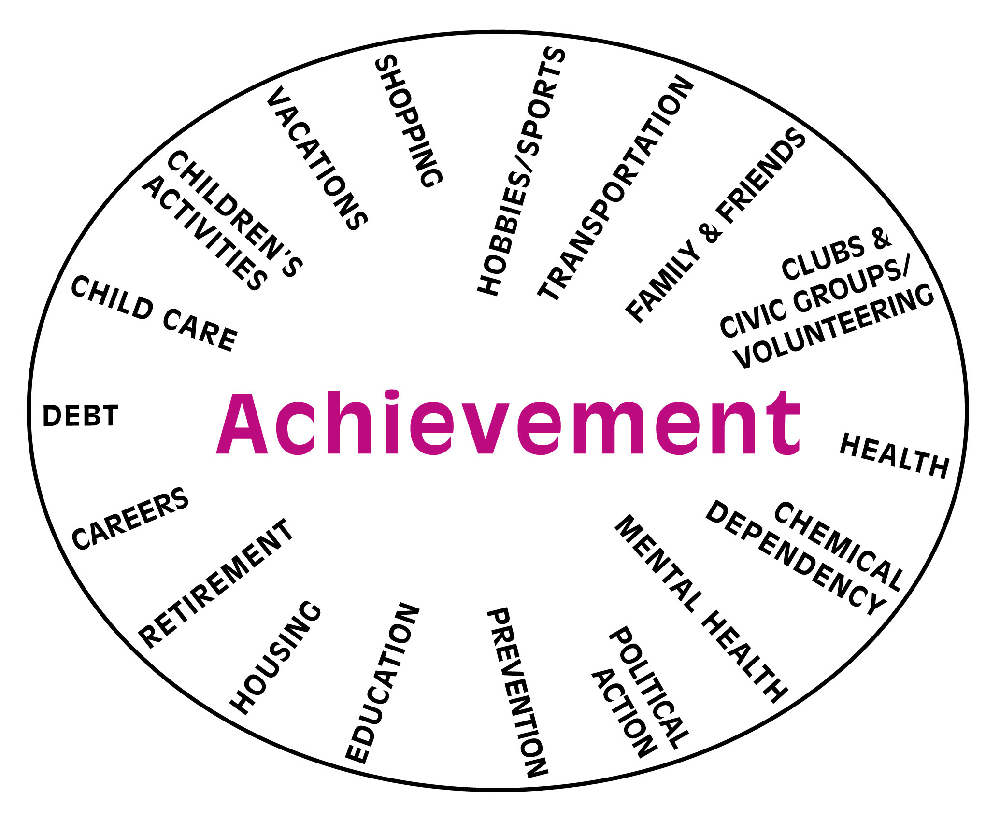 SHOPPING
HOBBIES/SPORTS
TRANSPORTATION
FAMILY & FRIENDS
CLUBS &
CIVIC GROUPS/
VOLUNTEERING
HEALTH
CHEMICAL
DEPENDENCY
MENTAL HEALTH
POLITICAL
ACTION
PREVENTION
EDUCATION
HOUSING
RETIREMENT
CAREERS
DEBT
CHILD CARE
CHILDREN’S
ACTIVITIES
VACATIONS
Achievement